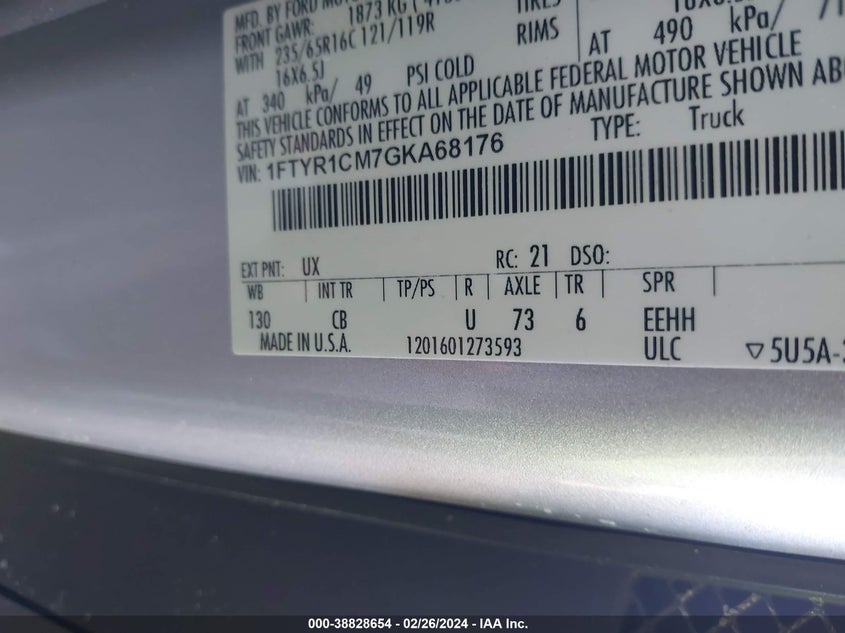 MFD. BY FORD MOTO
FRONT GAWR: 1873 KG (
WITH 235/65R16C 121/119R TIRES
16X6.5J RIMS
AT 340 kPa/ 49 PSI COLD AT 490 kPa/ 71
THIS VEHICLE CONFORMS TO ALL APPLICABLE FEDERAL MOTOR VEHICLE
SAFETY STANDARDS IN EFFECT ON THE DATE OF MANUFACTURE SHOWN AB
VIN: 1FTYR1CM7GKA68176 TYPE: Truck
EXT PNT: UX RC: 21 DSO:
WB | INT TR | TP/PS | R | AXLE | TR | SPR |
130 CB U 73 6 EEHH
MADE IN U.S.A. 1201601273593 ULC ▽ 5U5A-
000-38828654 - 02/26/2024 - IAA Inc.